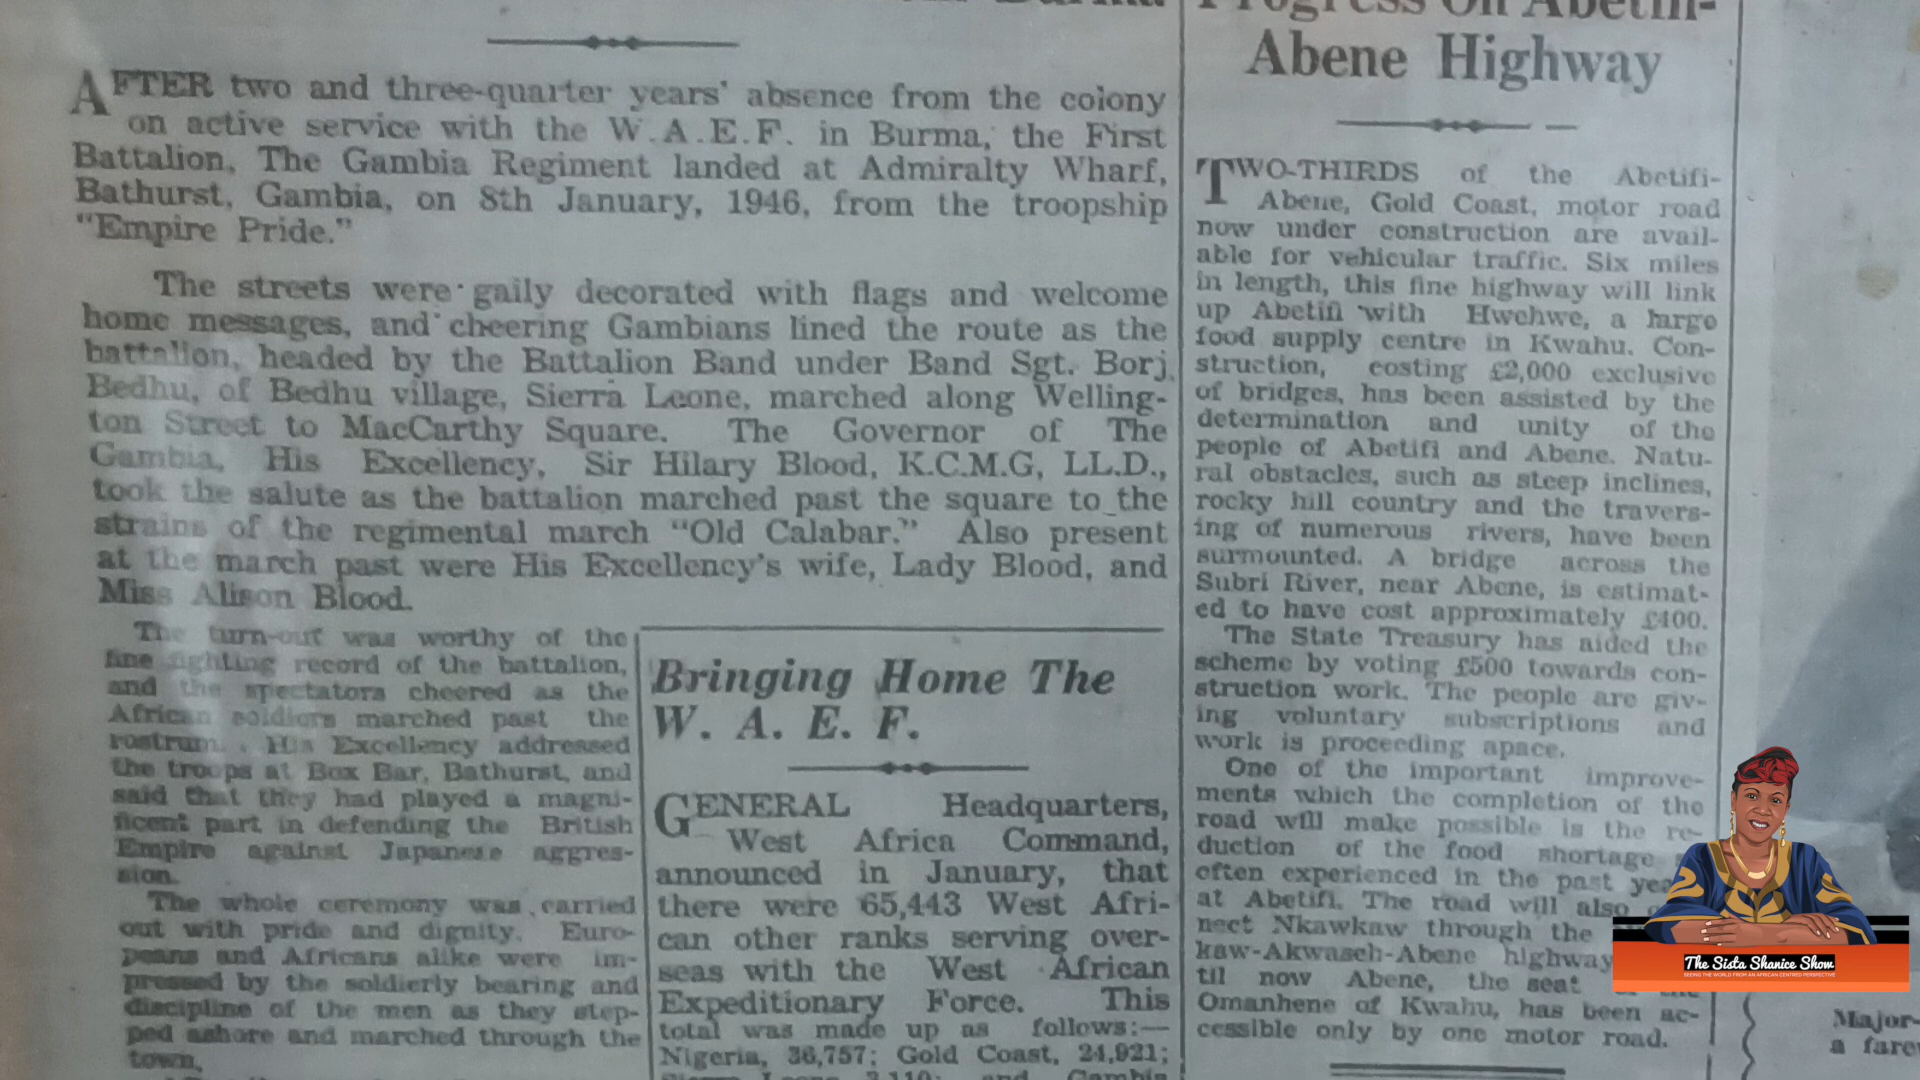 AFTER two and three-quarter years' absence from the colony
on active service with the W.A.E.F. in Burma, the First
Battalion, The Gambia Regiment landed at Admiralty Wharf,
Bathurst, Gambia, on 8th January, 1946, from the troopship
"Empire Pride."
The streets were gaily decorated with flags and welcome
home messages, and cheering Gambians lined the route as the
battalion, headed by the Battalion Band under Band Sgt. Borj
Bedhu, of Bedhu village, Sierra Leone, marched along Welling-
ton Street to MacCarthy Square. The Governor of The
Gambia, His Excellency, Sir Hilary Blood, K.C.M.G, LL.D.,
took the salute as the battalion marched past the square to the
strains of the regimental march "Old Calabar." Also present
at the march past were His Excellency's wife, Lady Blood, and
Miss Alison Blood.
The turn-out was worthy of the
fine fighting record of the battalion,
and the spectators cheered as the
African soldiers marched past the
rostrum. His Excellency addressed
the troops at Box Bar, Bathurst, and
said that they had played a magni-
ficent part in defending the British
Empire against Japanese aggres-
sion.
The whole ceremony was carried
out with pride and dignity. Euro-
peans and Africans alike were im-
pressed by the soldierly bearing and
discipline of the men as they step-
ped ashore and marched through the
town,
Bringing Home The
W. A. E. F.
GENERAL Headquarters,
West Africa Command,
announced in January, that
there were 65,443 West Afri-
can other ranks serving over-
seas with the West African
Expeditionary Force. This
total was made up as follows:—
Nigeria, 36,757; Gold Coast, 24,921;
Progress On Abetifi-
Abene Highway
TWO-THIRDS of the Abetifi-
Abene, Gold Coast, motor road
now under construction are avail-
able for vehicular traffic. Six miles
in length, this fine highway will link
up Abetifi with Hwehwe, a large
food supply centre in Kwahu. Con-
struction, costing £2,000 exclusive
of bridges, has been assisted by the
determination and unity of the
people of Abetifi and Abene. Natu-
ral obstacles, such as steep inclines,
rocky hill country and the travers-
ing of numerous rivers, have been
surmounted. A bridge across the
Subri River, near Abene, is estimat-
ed to have cost approximately £400.
The State Treasury has aided the
scheme by voting £500 towards con-
struction work. The people are giv-
ing voluntary subscriptions and
work is proceeding apace.
One of the important improve-
ments which the completion of the
road will make possible is the re-
duction of the food shortage
often experienced in the past
at Abetifi. The road will also
nect Nkawkaw through the
kaw-Akwaseh-Abene highway
til now Abene, the seat
Omanhene of Kwahu, has been ac-
cessible only by one motor road.
The Sista Shanice Show
SEEING THE WORLD FROM AN AFRICAN CENTRED PERSPECTIVE
Major-
a fare